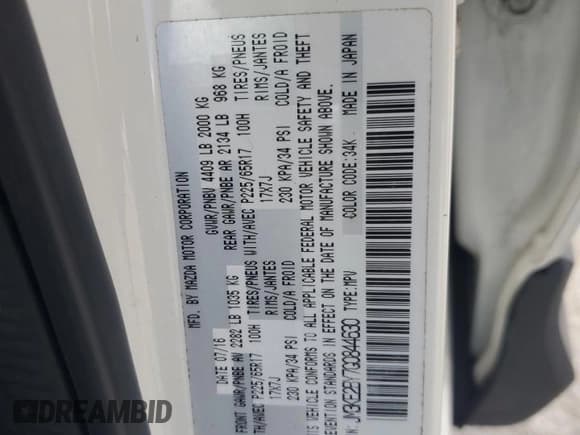 MFD. BY MAZDA MOTOR CORPORATION
DATE 07/16 GVWR/PNBV 4409 LB 2000 KG
FRONT GAWR/PNBE AV 2282 LB 1035 KG REAR GAWR/PNBE AR 2134 LB 968 KG
WITH/AVEC P225/65R17 100H TIRES/PNEUS WITH/AVEC P225/65R17 100H TIRES/PNEUS
17X7J RIMS/JANTES 17X7J RIMS/JANTES
230 KPA/34 PSI COLD/A FROID 230 KPA/34 PSI COLD/A FROID
THIS VEHICLE CONFORMS TO ALL APPLICABLE FEDERAL MOTOR VEHICLE SAFETY AND THEFT
PREVENTION STANDARDS IN EFFECT ON THE DATE OF MANUFACTURE SHOWN ABOVE.
TYPE:MPV COLOR CODE:34K MADE IN JAPAN
RIDECARBID